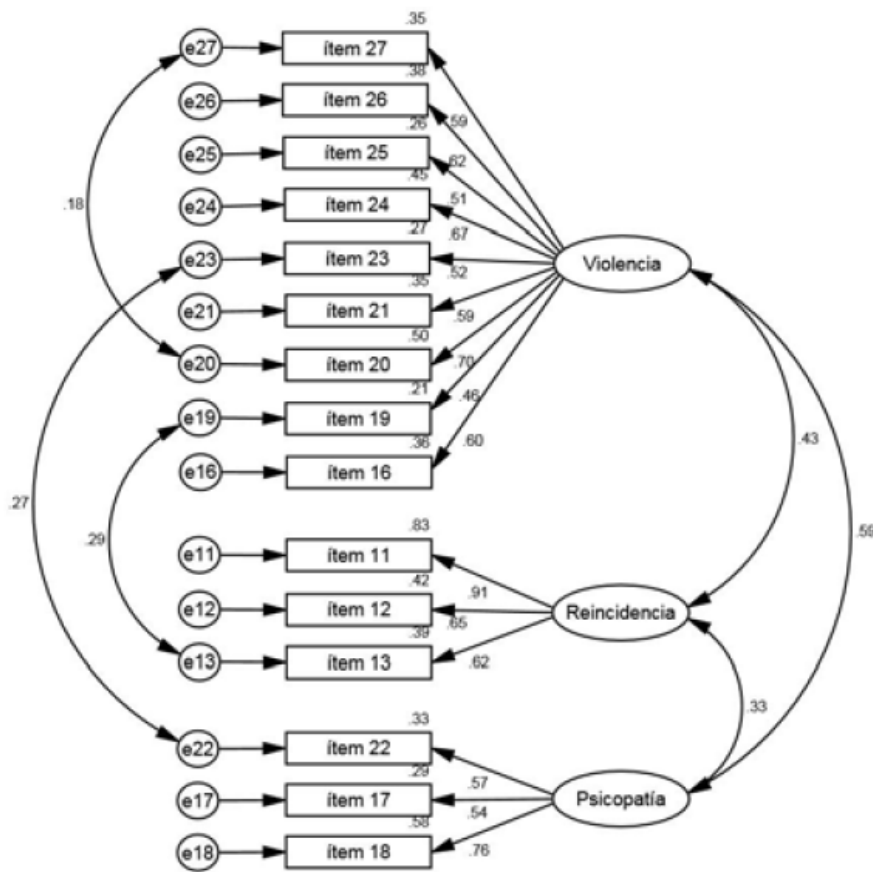 .35
e27 ítem 27
.38
e26 ítem 26 .59
.26
e25 ítem 25 .62
.45
e24 ítem 24 .51
.18
.27 .67
e23 ítem 23 .52 Violencia
.35
e21 ítem 21 .59
.50
e20 ítem 20 .70
.21
e19 ítem 19 .46
.36 .60 .43
e16 ítem 16
.27
.29
.59
.83
e11 ítem 11
.42 .91
e12 ítem 12 .65 Reincidencia
.39
e13 ítem 13 .62
.33
.33
e22 ítem 22
.29 .57
e17 ítem 17 .54 Psicopatía
.58
e18 ítem 18 .76